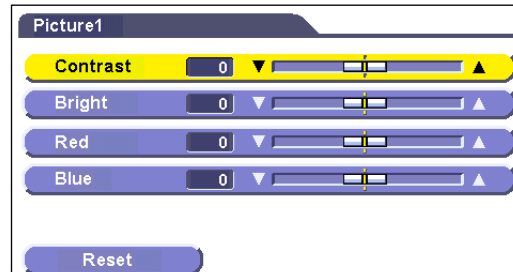 Picture1
Contrast 0 ▼ ▲
Bright 0 ▼ ▲
Red 0 ▼ ▲
Blue 0 ▼ ▲
Reset